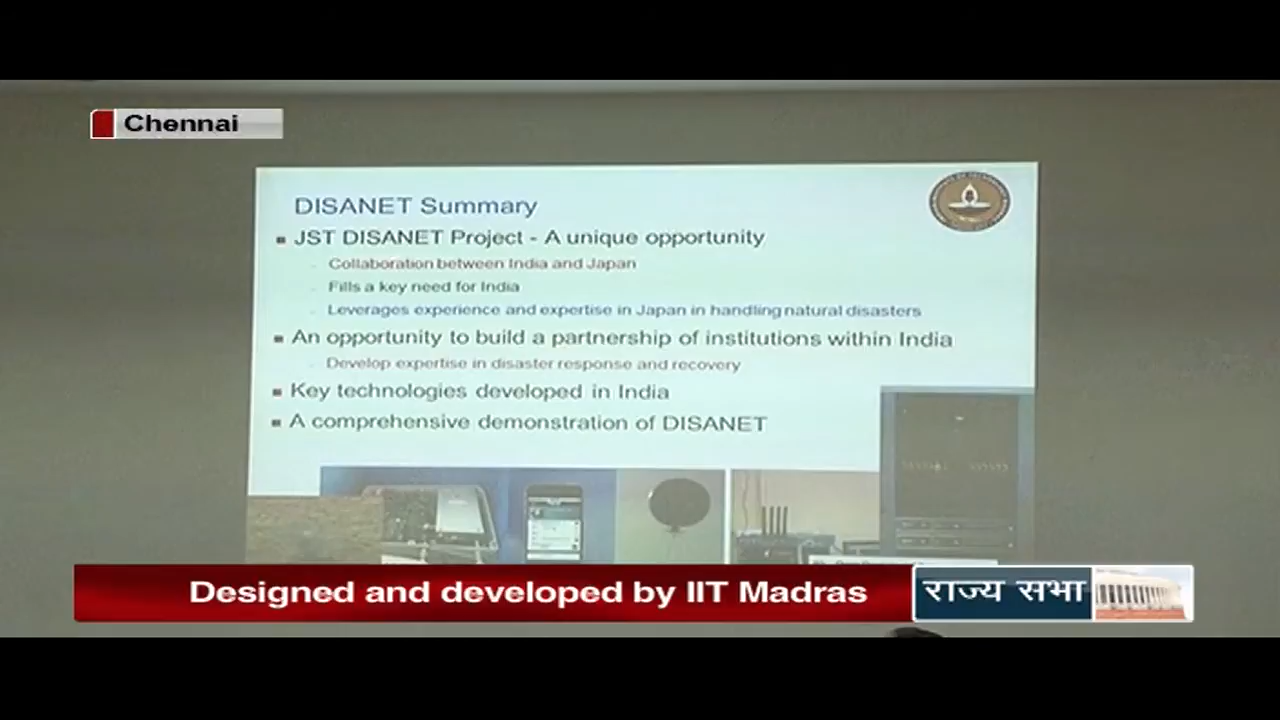 Chennai
DISANET Summary
JST DISANET Project - A unique opportunity
Collaboration between India and Japan
Fills a key need for India
Leverages experience and expertise in Japan in handling natural disasters
An opportunity to build a partnership of institutions within India
Develop expertise in disaster response and recovery
Key technologies developed in India
A comprehensive demonstration of DISANET
Designed and developed by IIT Madras
राज्य सभा